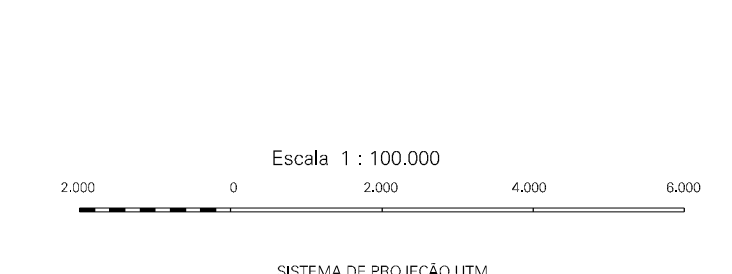 Escala 1 : 100.000
2.000 0 2.000 4.000 6.000
SISTEMA DE PROJEÇÃO UTM